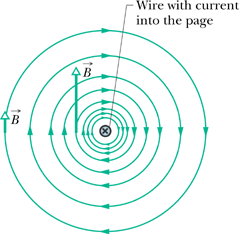 Wire with current
into the page
B
B